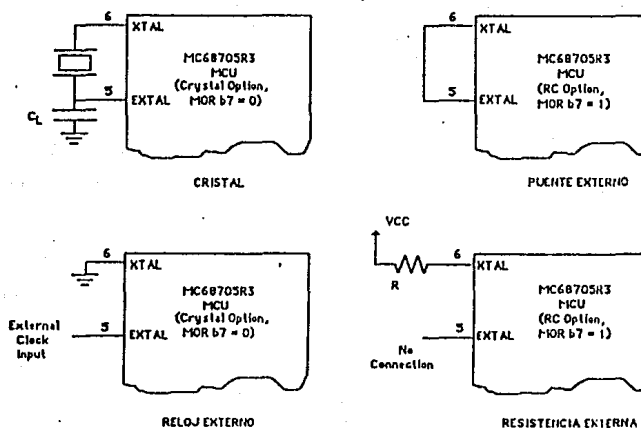 6
XTAL
MC68705R3
MCU
(Crystal Option,
MOR b7 = 0)
5
EXTAL
CL
CRISTAL
6
XTAL
MC68705R3
MCU
(RC Option,
MOR b7 = 1)
5
EXTAL
PUENTE EXTERNO
6
XTAL
MC68705R3
MCU
(Crystal Option,
MOR b7 = 0)
External
Clock
Input
5
EXTAL
RELOJ EXTERNO
VCC
R
6
XTAL
MC68705R3
MCU
(RC Option,
MOR b7 = 1)
5
EXTAL
No
Connection
RESISTENCIA EXTERNA